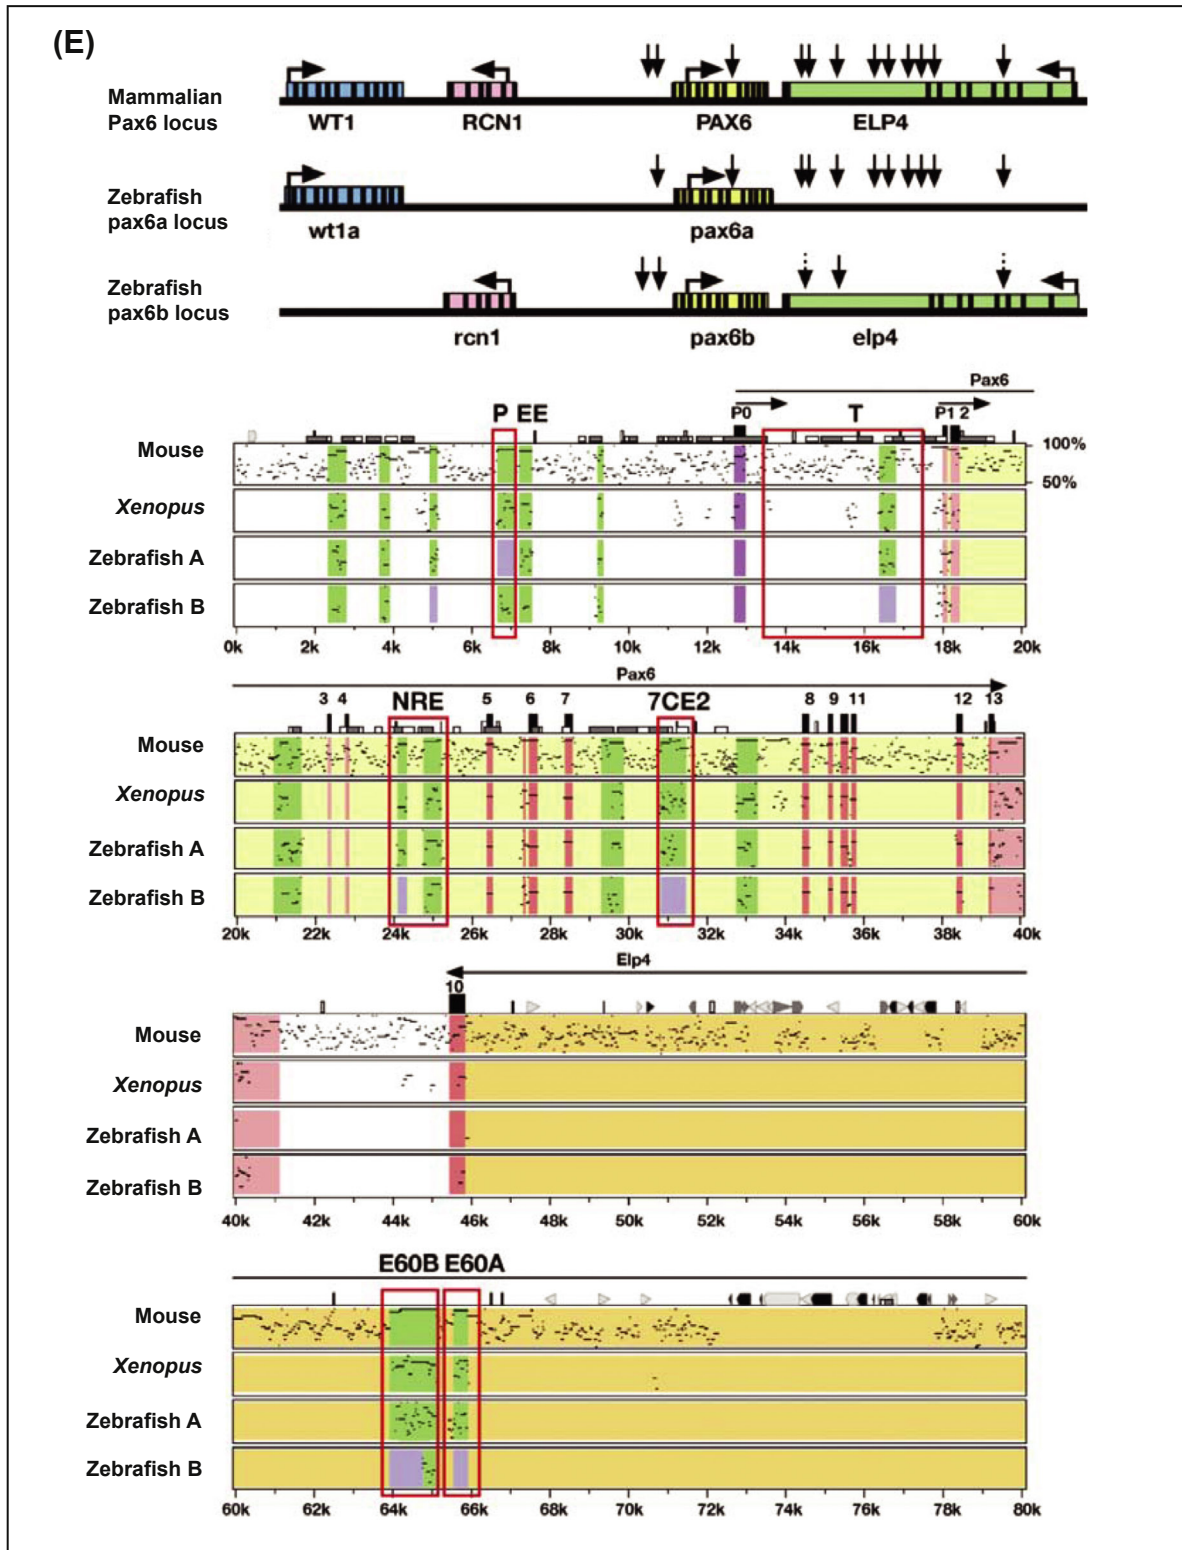 (E)
Mammalian
Pax6 locus
WT1 RCN1 PAX6 ELP4
Zebrafish
pax6a locus
wt1a pax6a
Zebrafish
pax6b locus
rcn1 pax6b elp4
Pax6
P EE P0 T P1 2
Mouse 100%
50%
Xenopus
Zebrafish A
Zebrafish B
0k 2k 4k 6k 8k 10k 12k 14k 16k 18k 20k
Pax6
3 4 NRE 5 6 7 7CE2 8 9 11 12 13
Mouse
Xenopus
Zebrafish A
Zebrafish B
20k 22k 24k 26k 28k 30k 32k 34k 36k 38k 40k
Elp4
10
Mouse
Xenopus
Zebrafish A
Zebrafish B
40k 42k 44k 46k 48k 50k 52k 54k 56k 58k 60k
E60B E60A
Mouse
Xenopus
Zebrafish A
Zebrafish B
60k 62k 64k 66k 66k 70k 72k 74k 76k 78k 80k